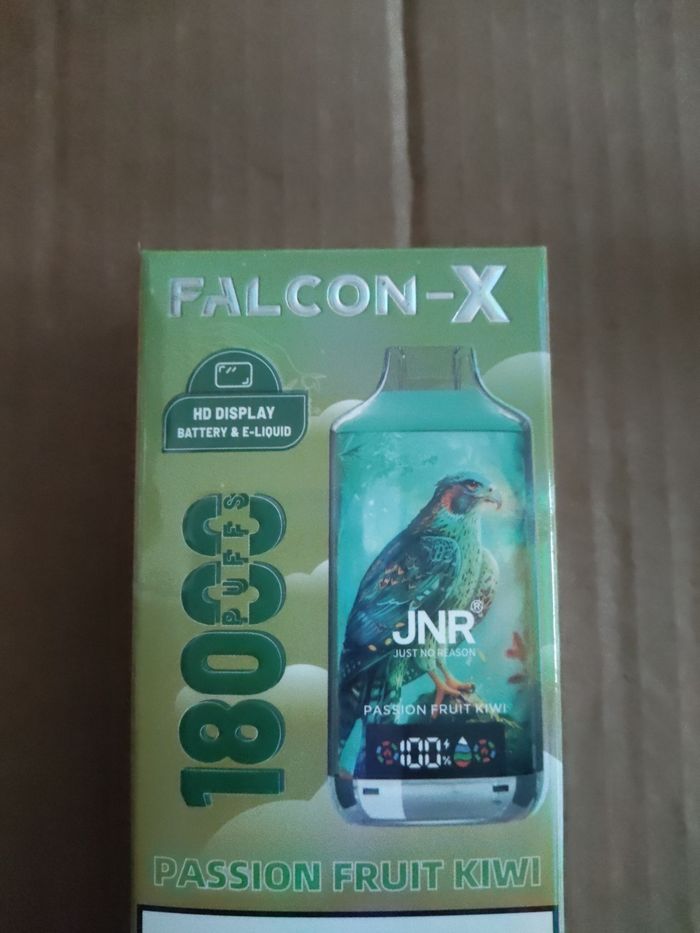 FALCON-X
HD DISPLAY
BATTERY & E-LIQUID
18000
PUFFS
JNR®
JUST NO REASON
PASSION FRUIT KIWI
100%
PASSION FRUIT KIWI